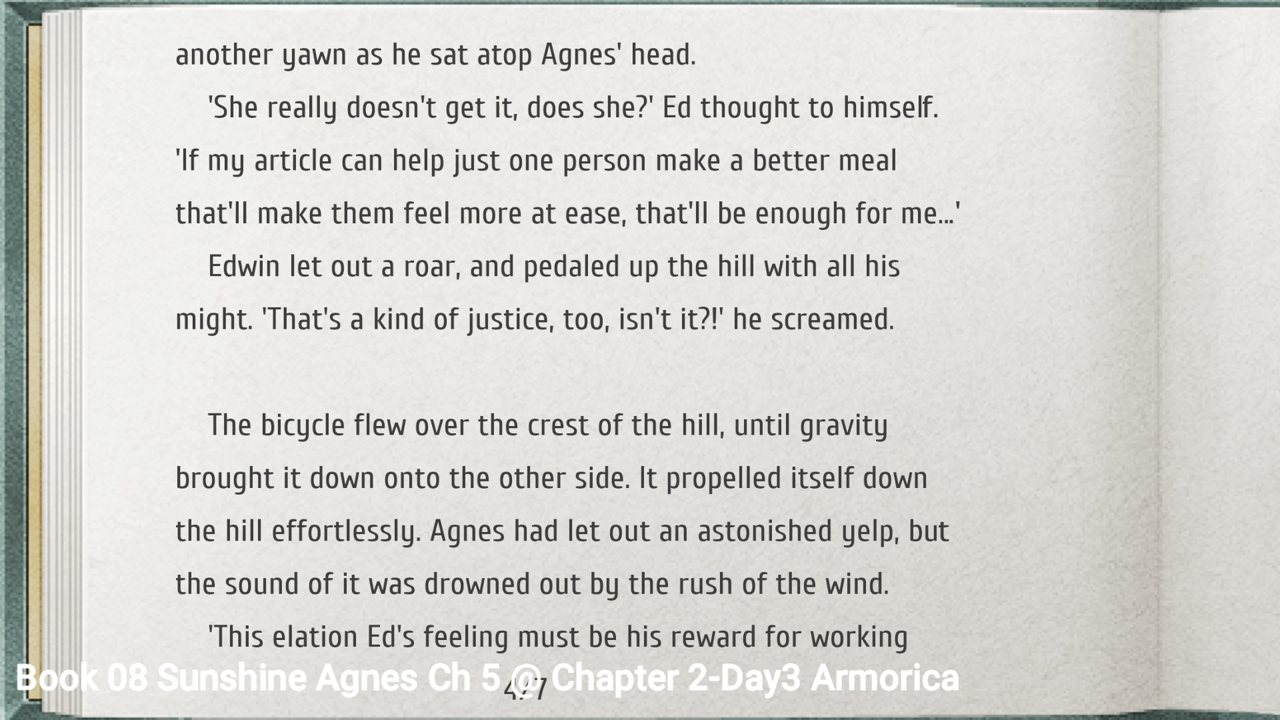 another yawn as he sat atop Agnes' head.
'She really doesn't get it, does she?' Ed thought to himself.
'If my article can help just one person make a better meal
that'll make them feel more at ease, that'll be enough for me...'
Edwin let out a roar, and pedaled up the hill with all his
might. 'That's a kind of justice, too, isn't it?!' he screamed.
The bicycle flew over the crest of the hill, until gravity
brought it down onto the other side. It propelled itself down
the hill effortlessly. Agnes had let out an astonished yelp, but
the sound of it was drowned out by the rush of the wind.
'This elation Ed's feeling must be his reward for working
Book 08 Sunshine Agnes Ch 5 @ Chapter 2-Day3 Armorica
4/7